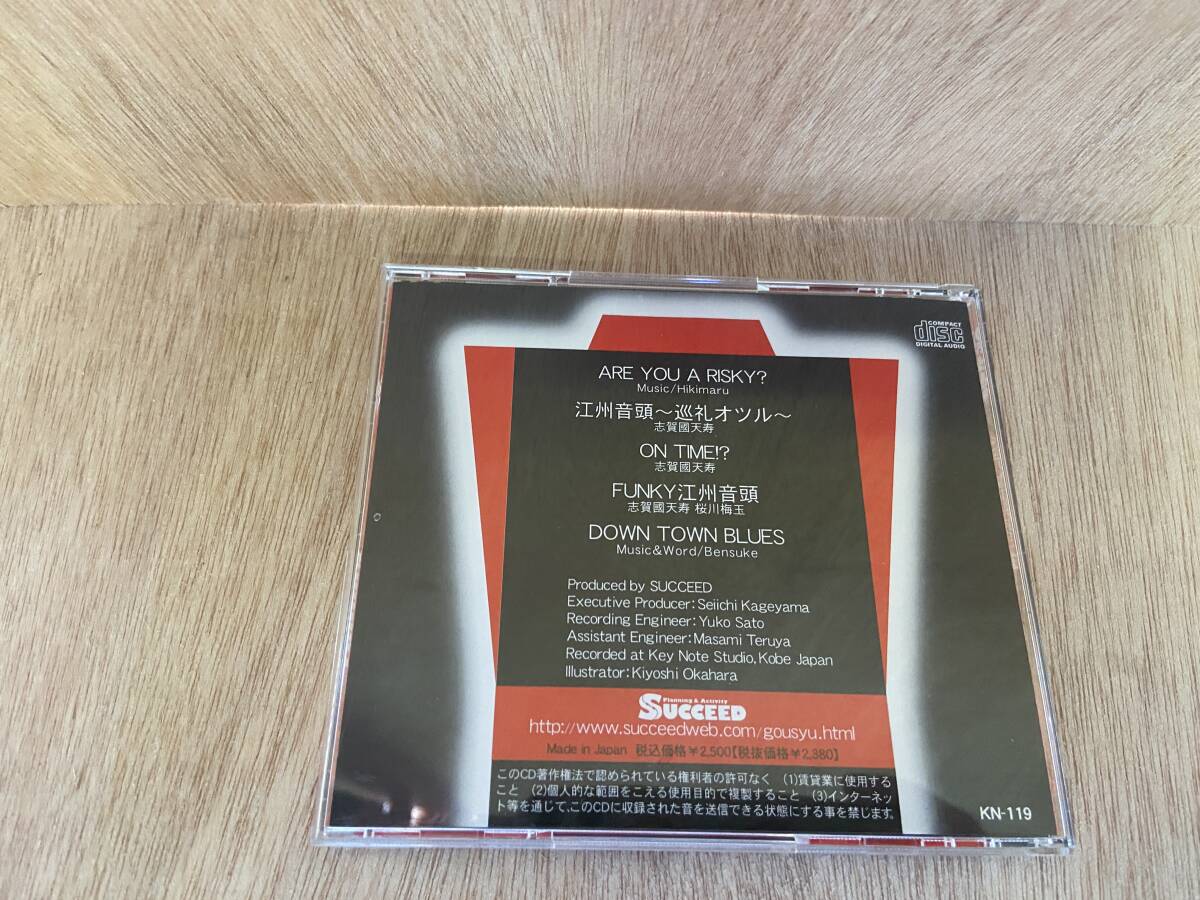 COMPACT
disc
DIGITAL AUDIO
ARE YOU A RISKY?
Music/Hikimaru
江州音頭～巡礼オツル～
志賀國天寿
ON TIME!?
志賀國天寿
FUNKY江州音頭
志賀國天寿 桜川梅玉
DOWN TOWN BLUES
Music&Word/Bensuke
Produced by SUCCEED
Executive Producer:Seiichi Kageyama
Recording Engineer:Yuko Sato
Assistant Engineer:Masami Teruya
Recorded at Key Note Studio,Kobe Japan
Illustrator:Kiyoshi Okahara
Planning & Activity
SUCCEED
http://www.succeedweb.com/gousyu.html
Made in Japan 税込価格￥2,500【税抜価格￥2,380】
このCD著作権法で認められている権利者の許可なく (1)賃貸業に使用する
こと (2)個人的な範囲をこえる使用目的で複製すること (3)インターネッ
ト等を通じて、このCDに収録された音を送信できる状態にする事を禁じます。
KN-119